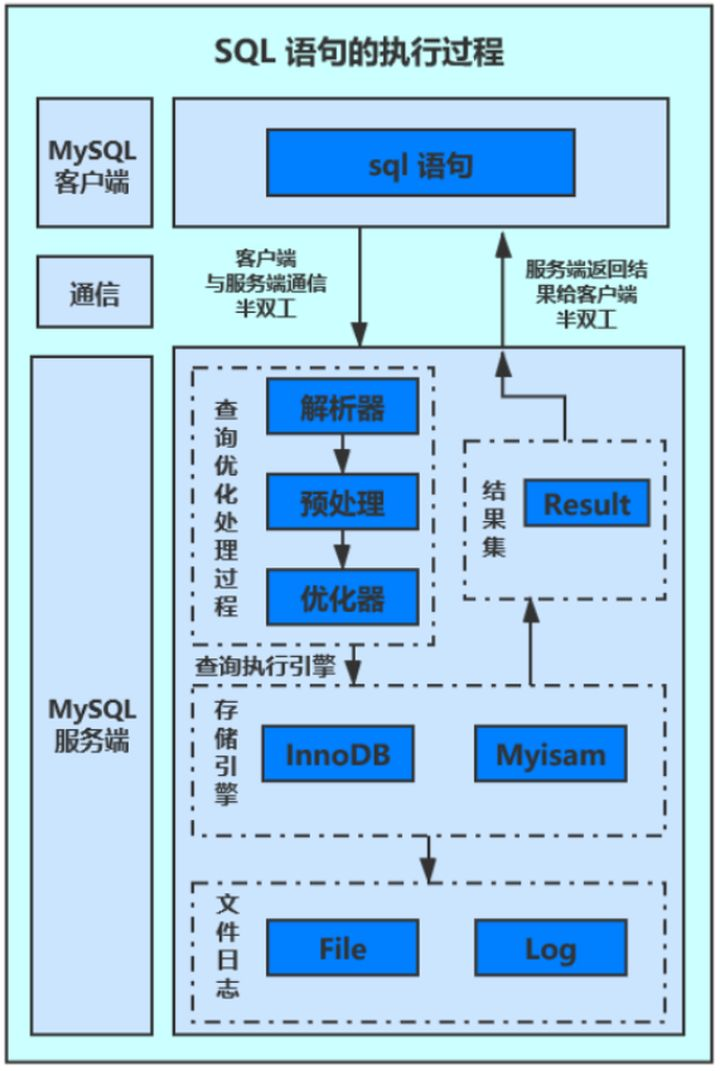 SQL 语句的执行过程
MySQL
客户端
sql 语句
通信
客户端
与服务端通信
半双工
服务端返回结
果给客户端
半双工
MySQL
服务端
查询优化处理过程
解析器
预处理
优化器
结果集
Result
查询执行引擎
存储引擎
InnoDB
Myisam
文件日志
File
Log